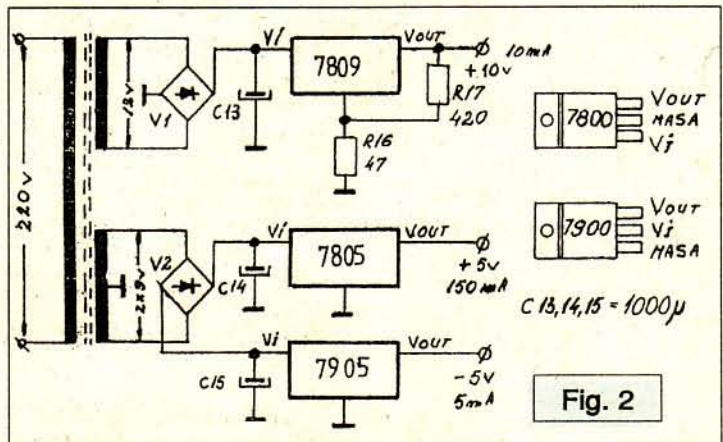 220V
12V
V1
C13
Vi
7809
VOUT
10mA
+10V
R17
420
R16
47
2x9V
V2
C14
Vi
7805
VOUT
+5V
150mA
C15
Vi
7905
VOUT
-5V
5mA
7800
VOUT
MASA
Vi
7900
VOUT
Vi
MASA
C13,14,15 = 1000µ
Fig. 2